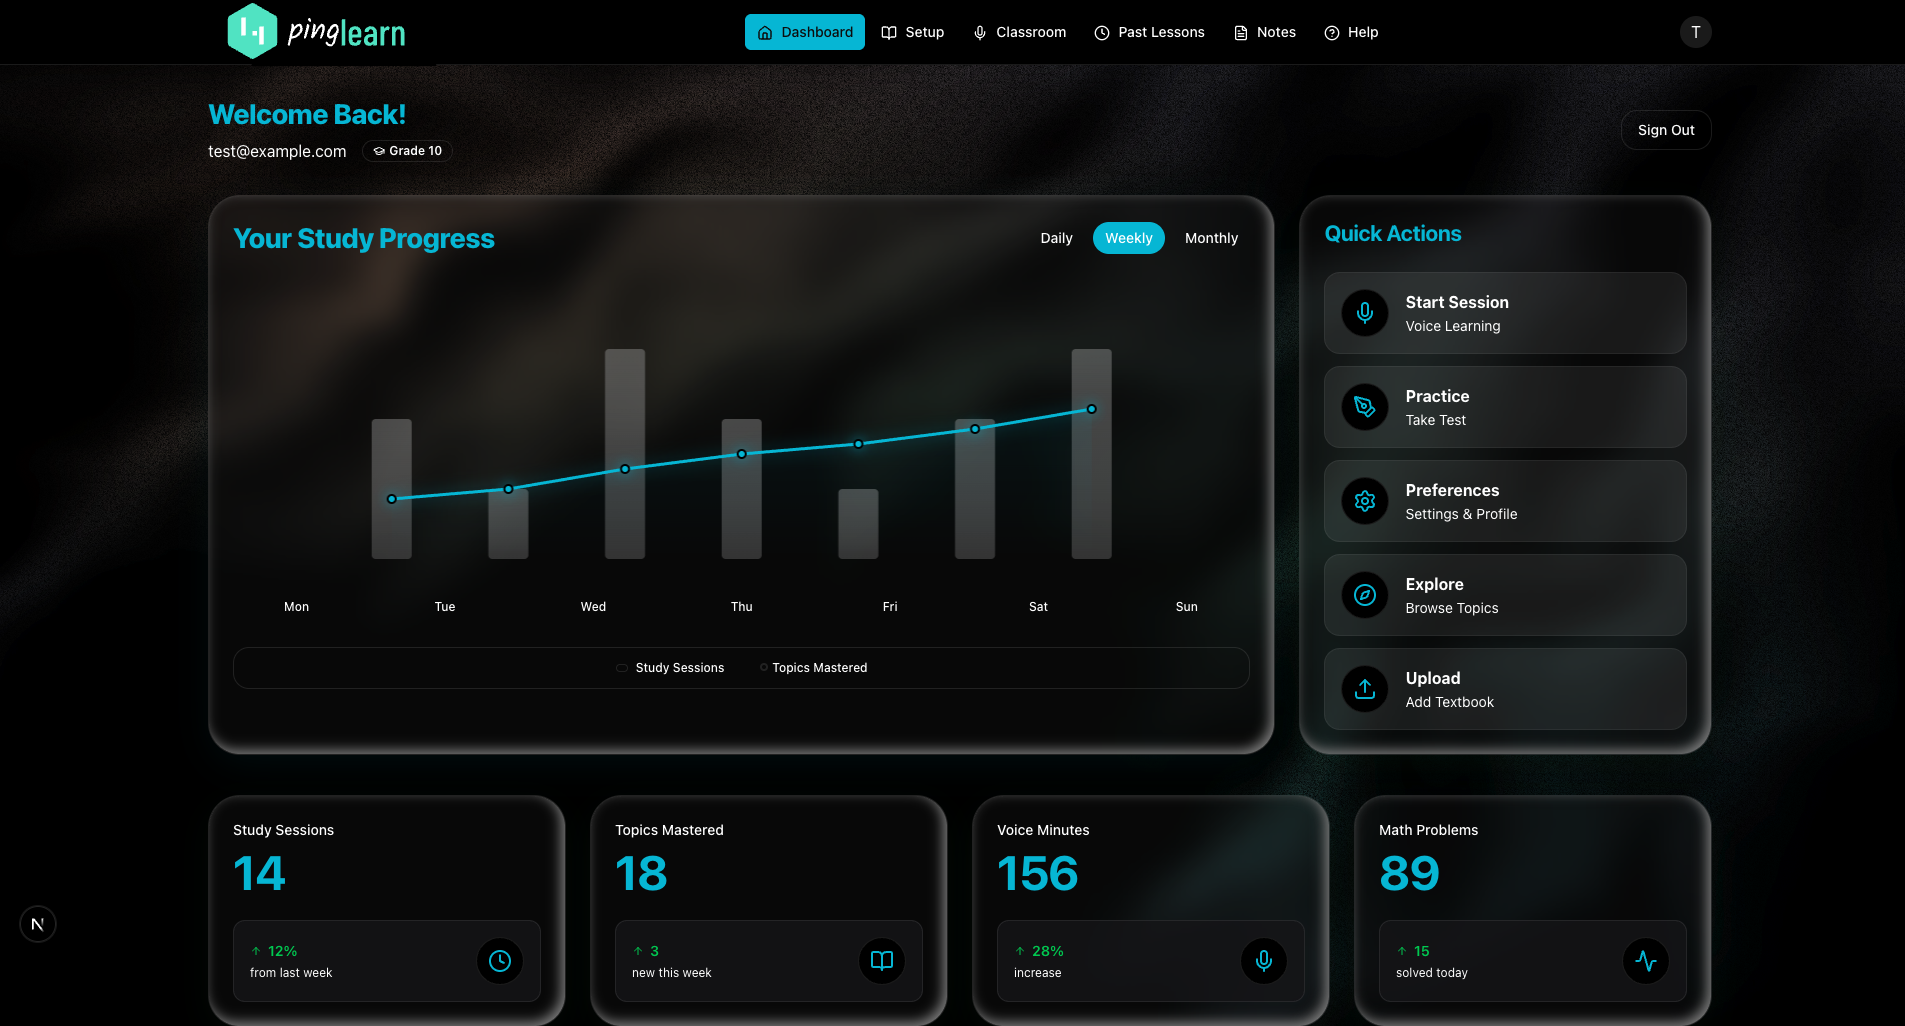 pinglearn
Dashboard
Setup
Classroom
Past Lessons
Notes
Help
T
Welcome Back!
test@example.com
Grade 10
Sign Out
Your Study Progress
Daily
Weekly
Monthly
Mon
Tue
Wed
Thu
Fri
Sat
Sun
Study Sessions
Topics Mastered
Quick Actions
Start Session
Voice Learning
Practice
Take Test
Preferences
Settings & Profile
Explore
Browse Topics
Upload
Add Textbook
Study Sessions
14
↑ 12%
from last week
Topics Mastered
18
↑ 3
new this week
Voice Minutes
156
↑ 28%
increase
Math Problems
89
↑ 15
solved today
N